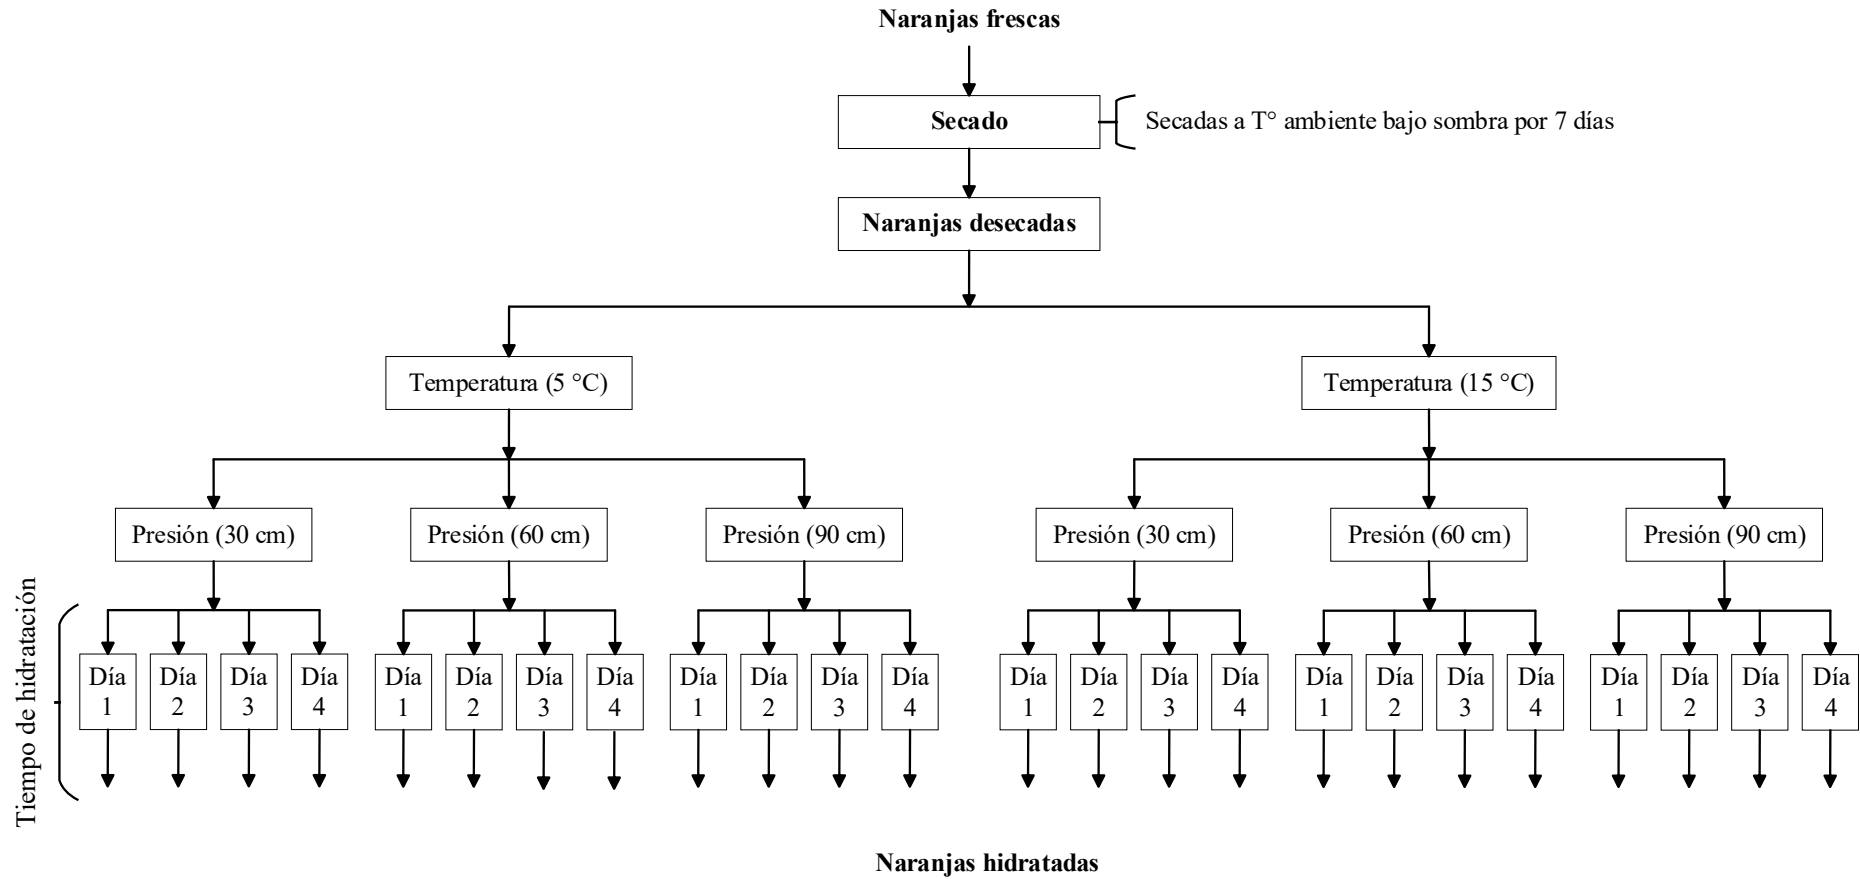 Naranjas frescas
Secado
Secadas a T° ambiente bajo sombra por 7 días
Naranjas desecadas
Temperatura (5 °C)
Temperatura (15 °C)
Presión (30 cm)
Presión (60 cm)
Presión (90 cm)
Presión (30 cm)
Presión (60 cm)
Presión (90 cm)
Tiempo de hidratación
Día
1
Día
2
Día
3
Día
4
Día
1
Día
2
Día
3
Día
4
Día
1
Día
2
Día
3
Día
4
Día
1
Día
2
Día
3
Día
4
Día
1
Día
2
Día
3
Día
4
Día
1
Día
2
Día
3
Día
4
Naranjas hidratadas